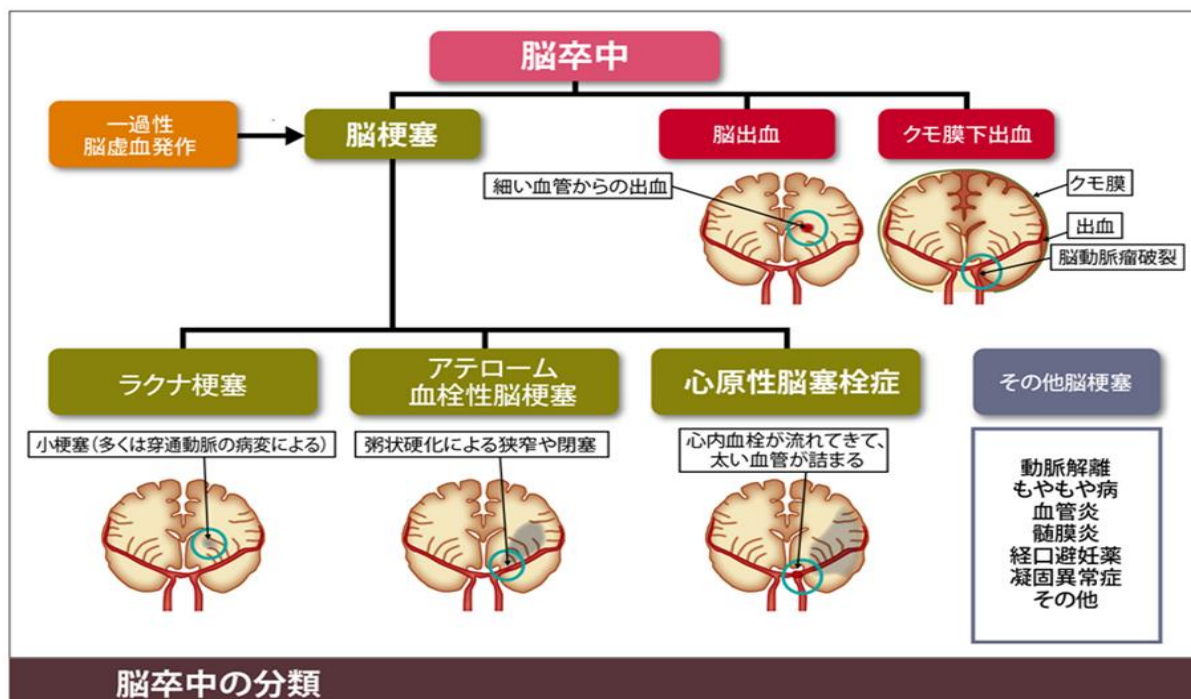 脳卒中
一過性
脳虚血発作
脳梗塞
脳出血
クモ膜下出血
細い血管からの出血
クモ膜
出血
脳動脈瘤破裂
ラクナ梗塞
アテローム
血栓性脳梗塞
心原性脳塞栓症
その他脳梗塞
小梗塞(多くは穿通動脈の病変による)
粥状硬化による狭窄や閉塞
心内血栓が流れてきて、
太い血管が詰まる
動脈解離
もやもや病
血管炎
髄膜炎
経口避妊薬
凝固異常症
その他
脳卒中の分類